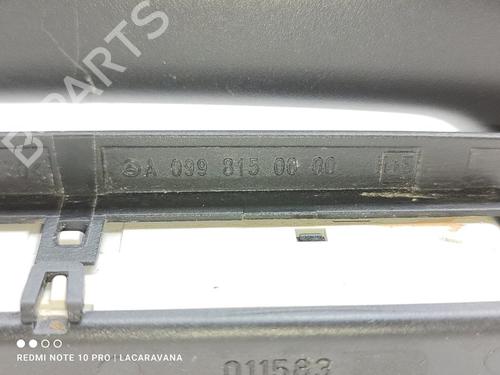 B-PARTS
A 099 815 00 00
011583
REDMI NOTE 10 PRO | LACARAVANA